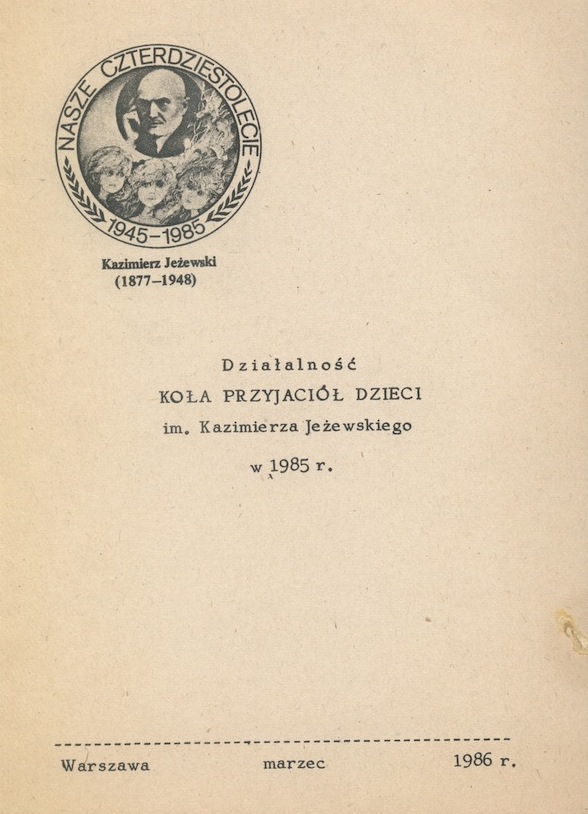 NASZE CZTERDZIESTOLECIE
1945-1985
Kazimierz Jeżewski
(1877-1948)
Działalność
KOŁA PRZYJACIÓŁ DZIECI
im. Kazimierza Jeżewskiego
w 1985 r.
Warszawa marzec 1986 r.